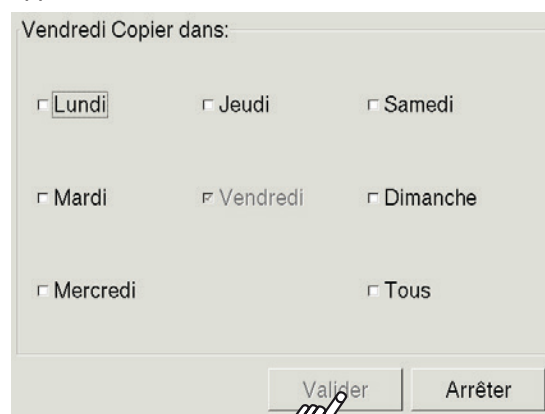 Vendredi Copier dans:
Lundi Jeudi Samedi
Mardi Vendredi Dimanche
Mercredi Tous
Valider Arrêter